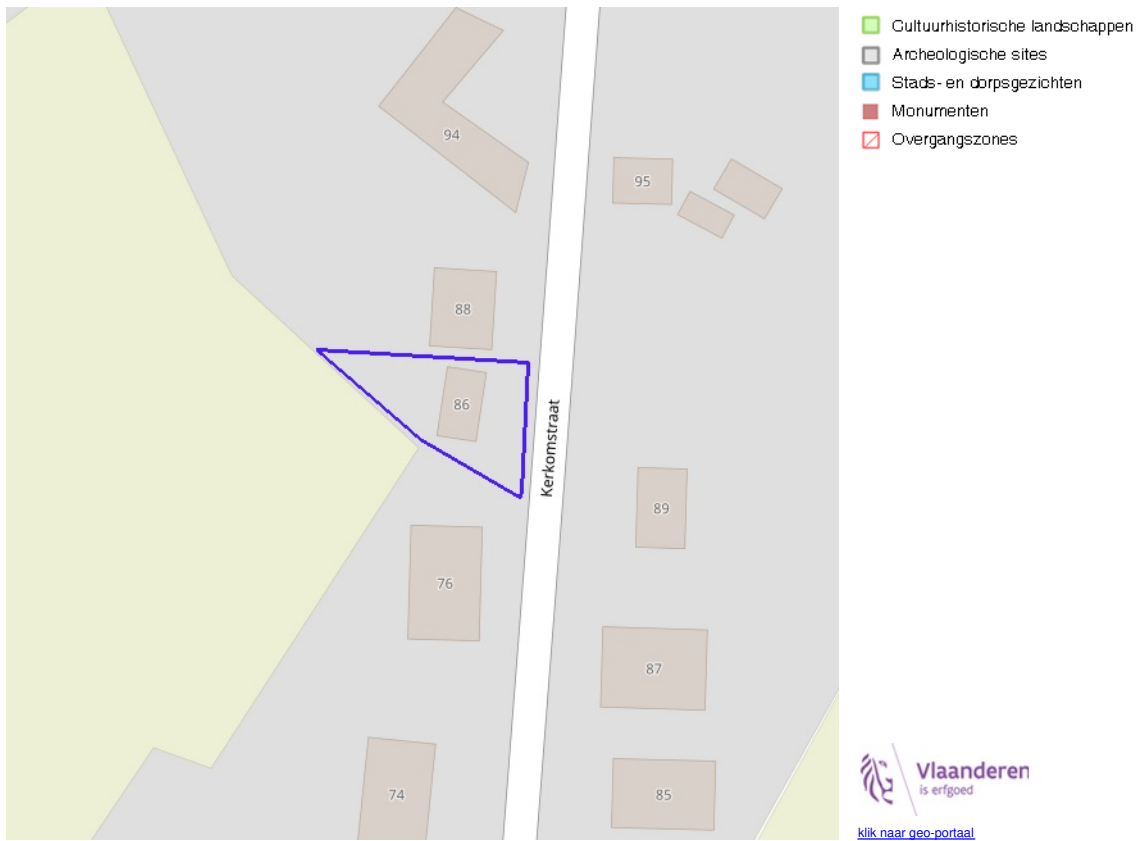 Cultuurhistorische landschappen
Archeologische sites
Stads- en dorpsgezichten
Monumenten
Overgangszones
94
95
88
86
Kerkomstraat
89
76
87
74
85
Vlaanderen
is erfgoed
klik naar geo-portaal